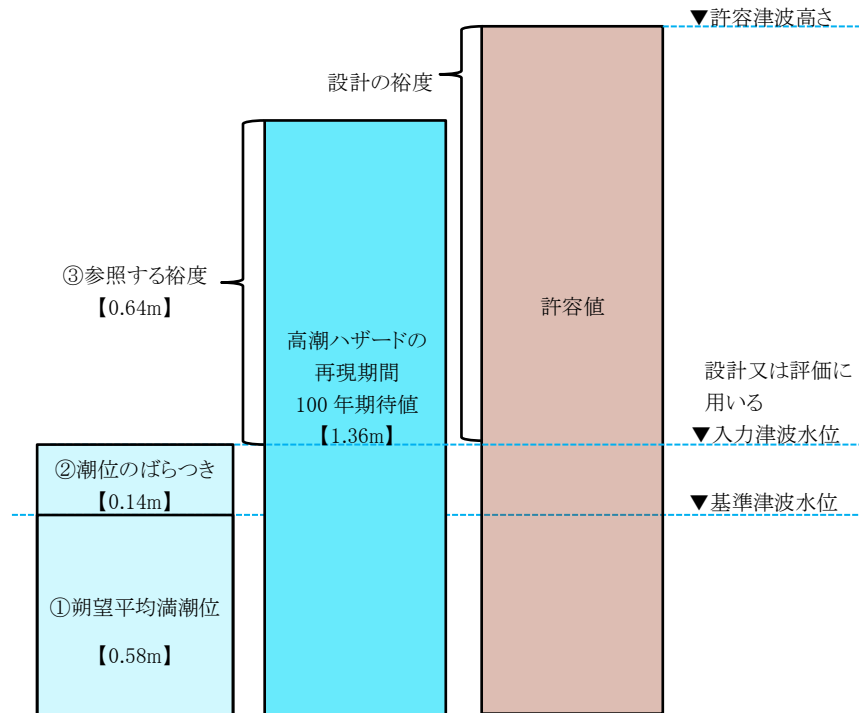 ▼許容津波高さ
設計の裕度
③参照する裕度
【0.64m】
許容値
高潮ハザードの
再現期間
100 年期待値
【1.36m】
設計又は評価に
用いる
▼入力津波水位
②潮位のばらつき
【0.14m】
▼基準津波水位
①朔望平均満潮位
【0.58m】